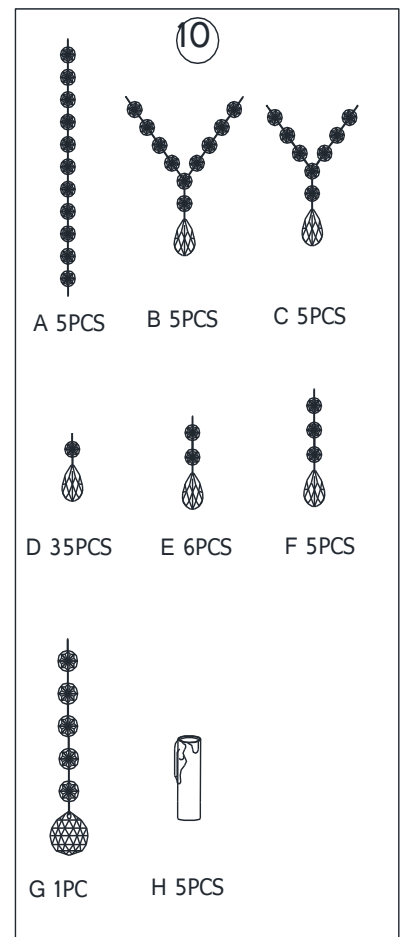 10
A 5PCS
B 5PCS
C 5PCS
D 35PCS
E 6PCS
F 5PCS
G 1PC
H 5PCS